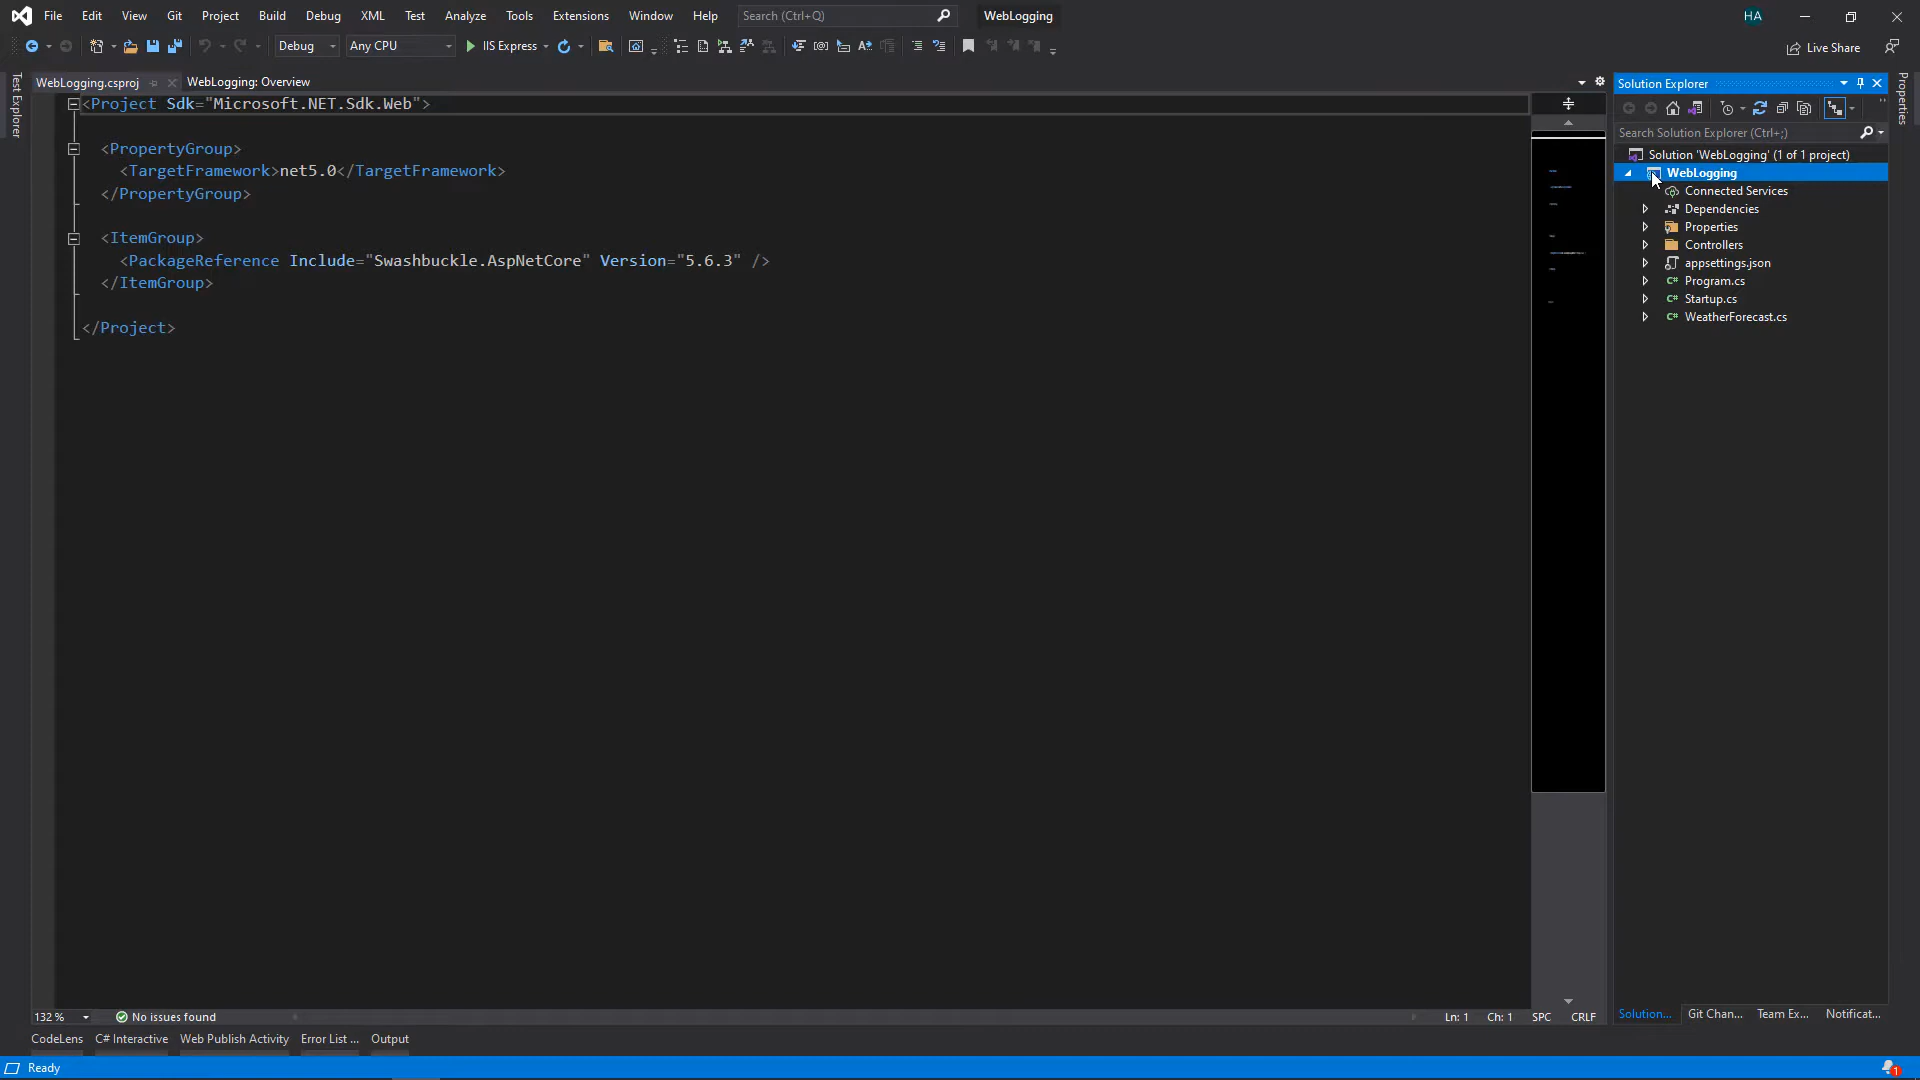 File Edit View Git Project Build Debug XML Test Analyze Tools Extensions Window Help Search (Ctrl+Q) WebLogging HA
Debug Any CPU IIS Express Live Share
Test Explorer
WebLogging.csproj WebLogging: Overview
<Project Sdk="Microsoft.NET.Sdk.Web">
<PropertyGroup>
<TargetFramework>net5.0</TargetFramework>
</PropertyGroup>
<ItemGroup>
<PackageReference Include="Swashbuckle.AspNetCore" Version="5.6.3" />
</ItemGroup>
</Project>
Solution Explorer
Search Solution Explorer (Ctrl+;)
Solution 'WebLogging' (1 of 1 project)
WebLogging
Connected Services
Dependencies
Properties
Controllers
appsettings.json
C# Program.cs
C# Startup.cs
C# WeatherForecast.cs
Properties
132 % No issues found Ln: 1 Ch: 1 SPC CRLF
Solution... Git Chan... Team Ex... Notificat...
CodeLens C# Interactive Web Publish Activity Error List ... Output
Ready 1